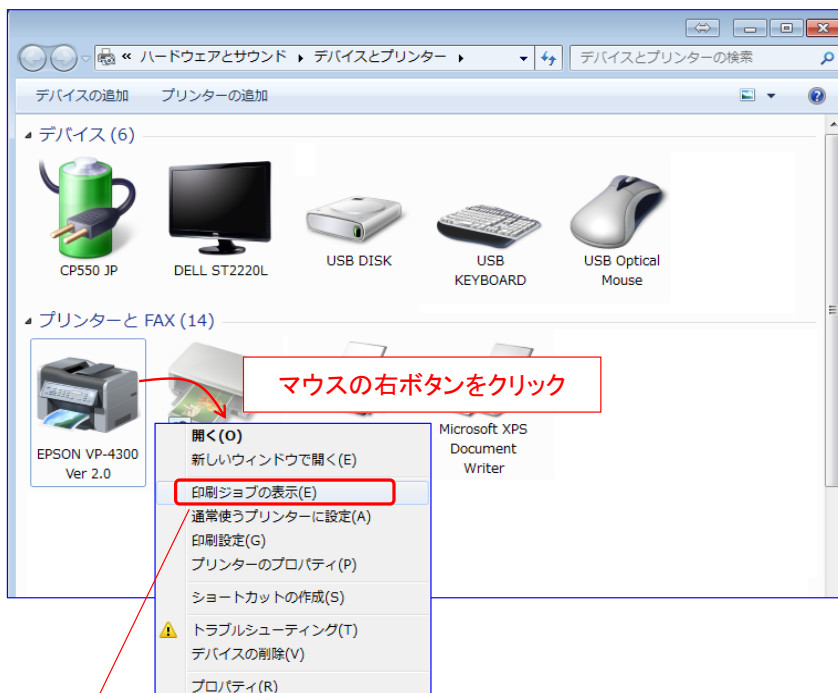 « ハードウェアとサウンド ▸ デバイスとプリンター ▸
デバイスとプリンターの検索
デバイスの追加 プリンターの追加
デバイス (6)
CP550 JP
DELL ST2220L
USB DISK
USB
KEYBOARD
USB Optical
Mouse
プリンターと FAX (14)
マウスの右ボタンをクリック
EPSON VP-4300
Ver 2.0
Microsoft XPS
Document
Writer
開く(O)
新しいウィンドウで開く(E)
印刷ジョブの表示(E)
通常使うプリンターに設定(A)
印刷設定(G)
プリンターのプロパティ(P)
ショートカットの作成(S)
トラブルシューティング(T)
デバイスの削除(V)
プロパティ(R)